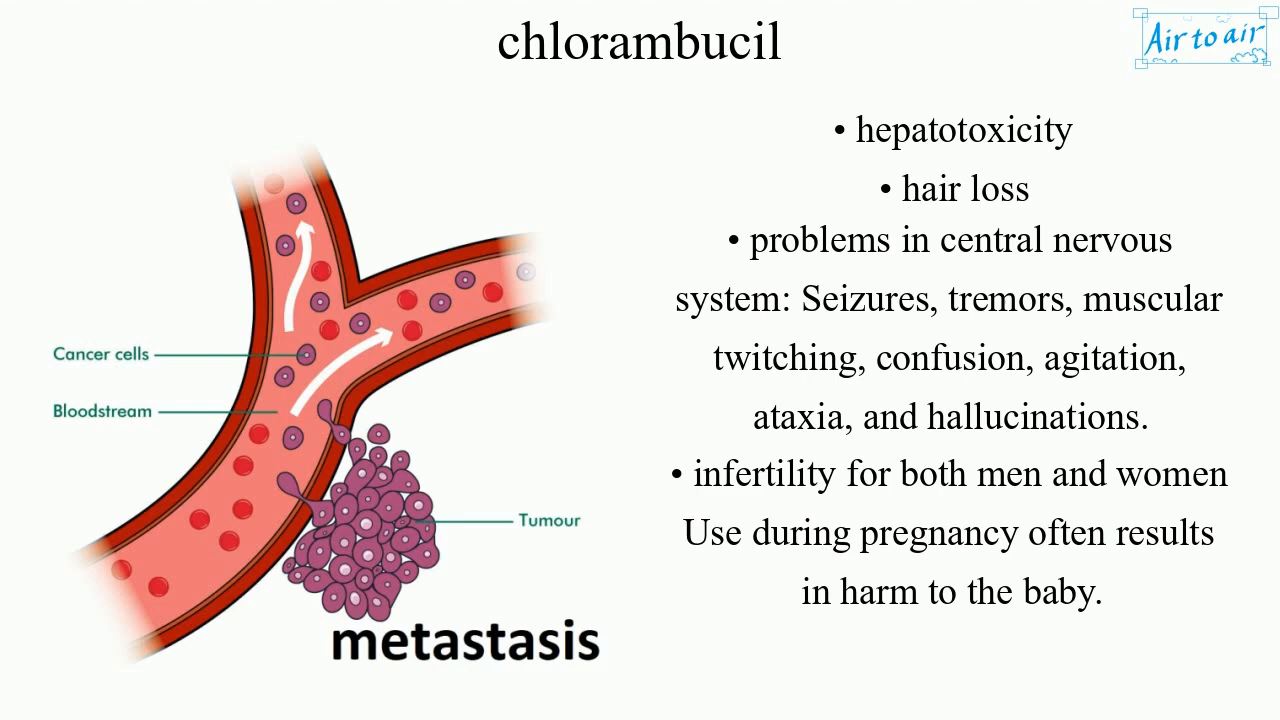 chlorambucil
Air to air
• hepatotoxicity
• hair loss
• problems in central nervous
system: Seizures, tremors, muscular
twitching, confusion, agitation,
ataxia, and hallucinations.
• infertility for both men and women
Use during pregnancy often results
in harm to the baby.
Cancer cells
Bloodstream
Tumour
metastasis